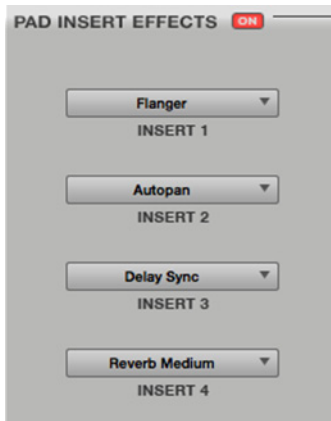 PAD INSERT EFFECTS ON
Flanger
INSERT 1
Autopan
INSERT 2
Delay Sync
INSERT 3
Reverb Medium
INSERT 4